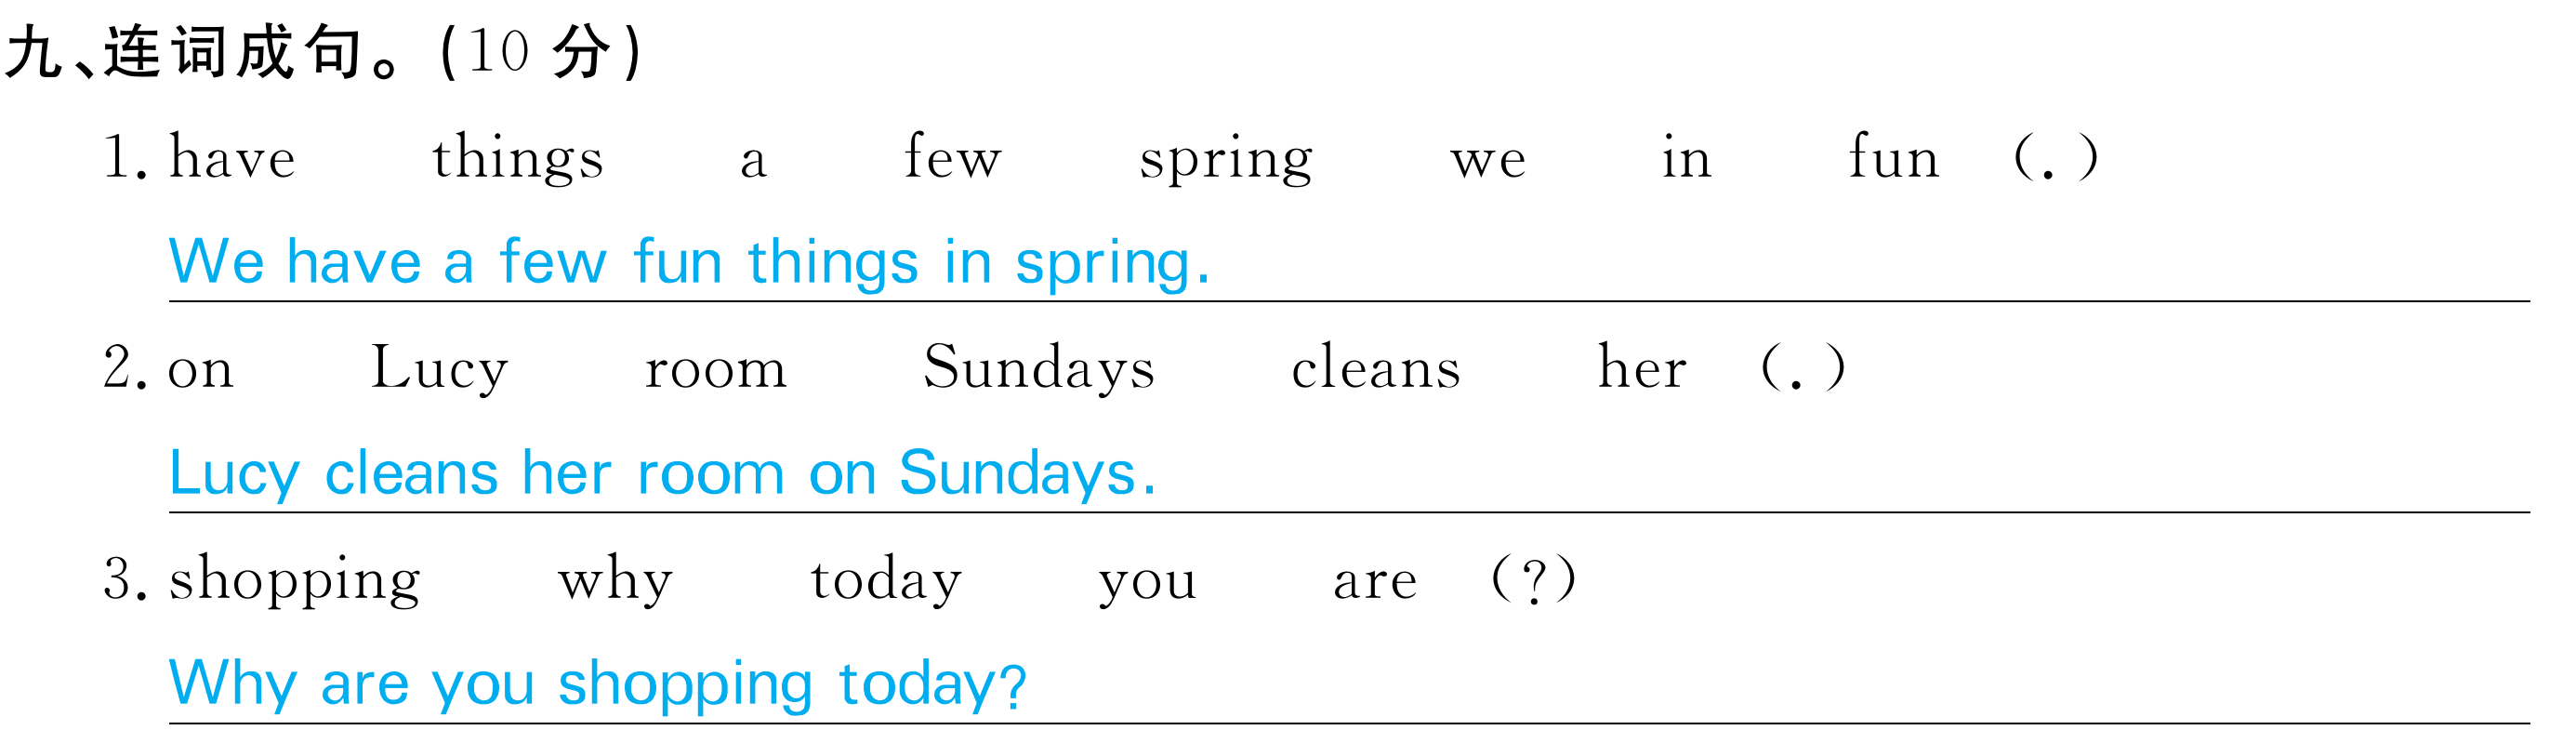 九、连词成句。(10 分)
1. have things a few spring we in fun (.)
We have a few fun things in spring.
2. on Lucy room Sundays cleans her (.)
Lucy cleans her room on Sundays.
3. shopping why today you are (?)
Why are you shopping today?